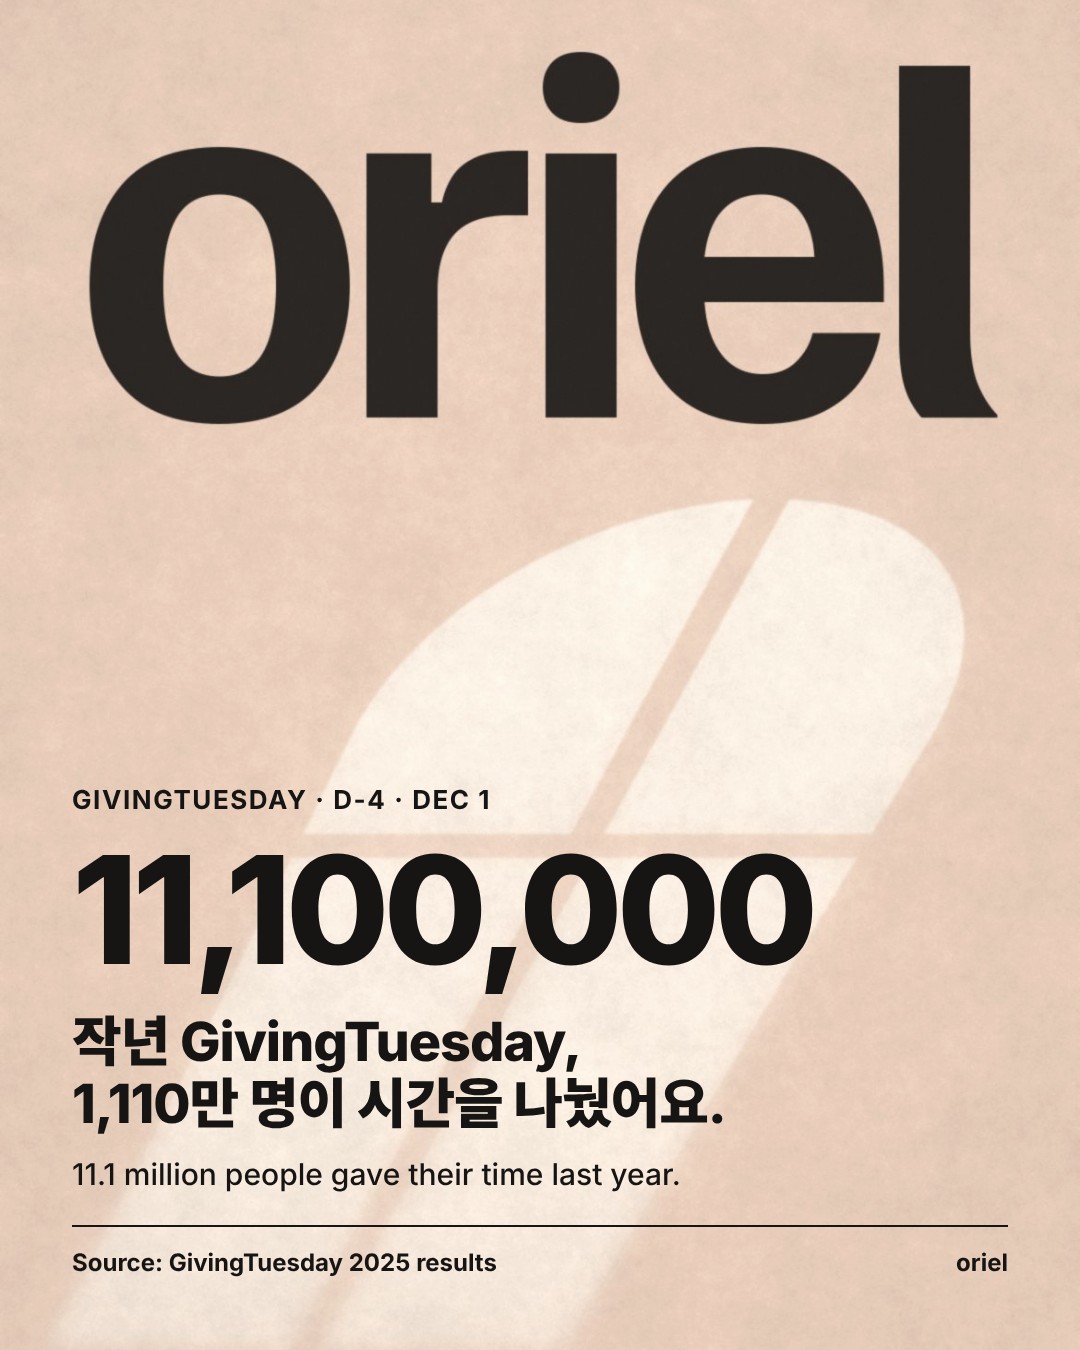 oriel
GIVINGTUESDAY · D-4 · DEC 1
11,100,000
작년 GivingTuesday,
1,110만 명이 시간을 나눴어요.
11.1 million people gave their time last year.
Source: GivingTuesday 2025 results
oriel